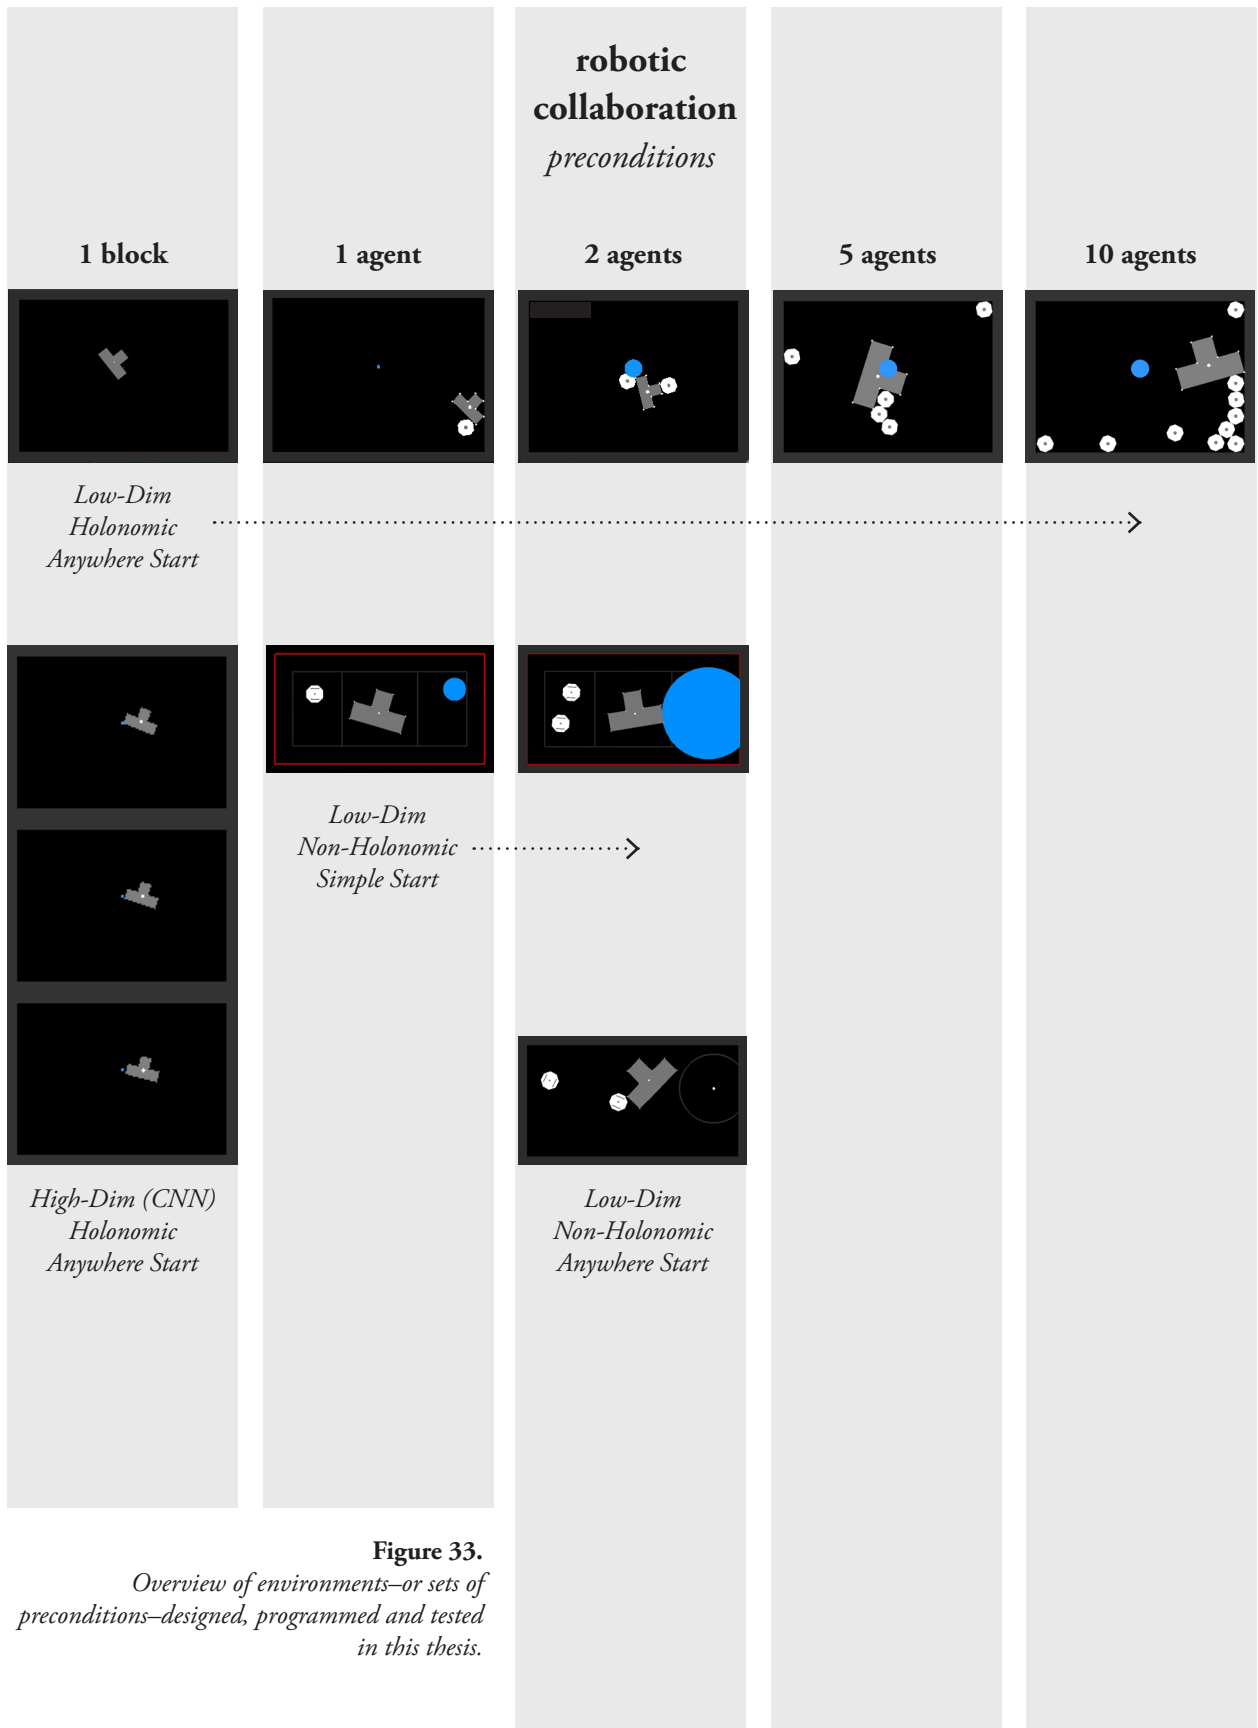 robotic
collaboration
preconditions
1 block
1 agent
2 agents
5 agents
10 agents
Low-Dim
Holonomic
Anywhere Start
Low-Dim
Non-Holonomic
Simple Start
High-Dim (CNN)
Holonomic
Anywhere Start
Low-Dim
Non-Holonomic
Anywhere Start
Figure 33.
Overview of environments–or sets of
preconditions–designed, programmed and tested
in this thesis.